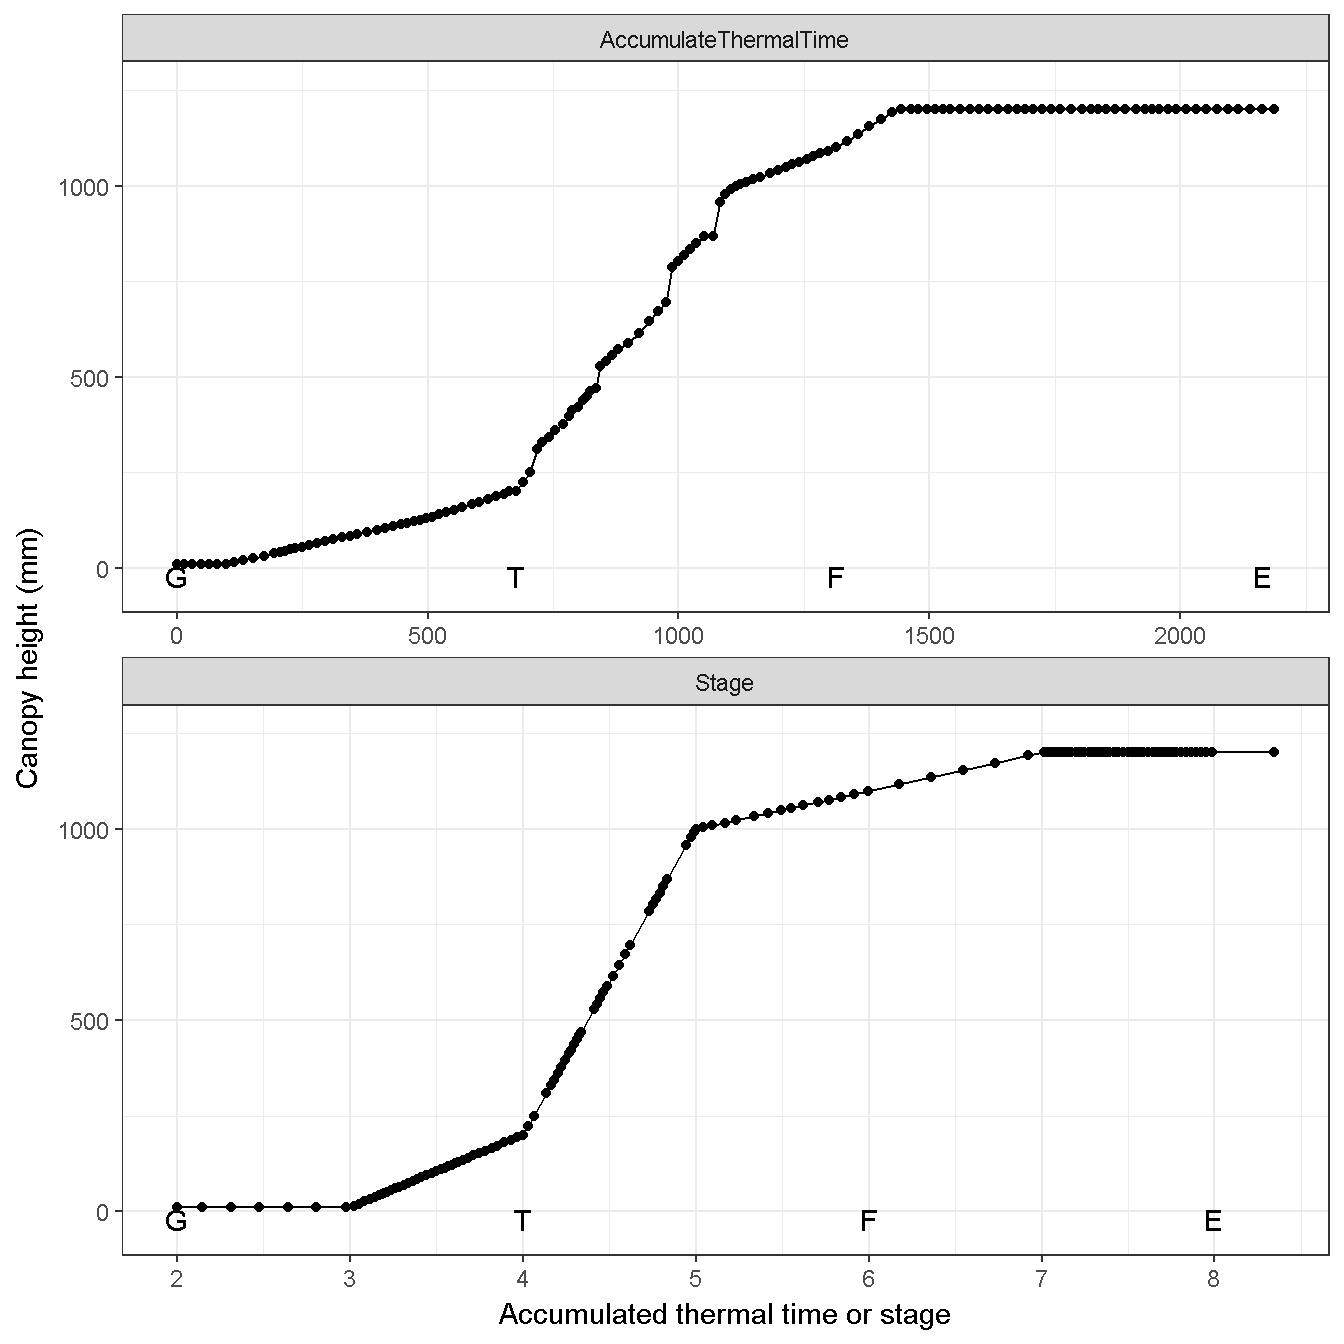 AccumulateThermalTime
1000
500
0
G T F E
0 500 1000 1500 2000
Stage
1000
500
0
G T F E
2 3 4 5 6 7 8
Accumulated thermal time or stage
Canopy height (mm)